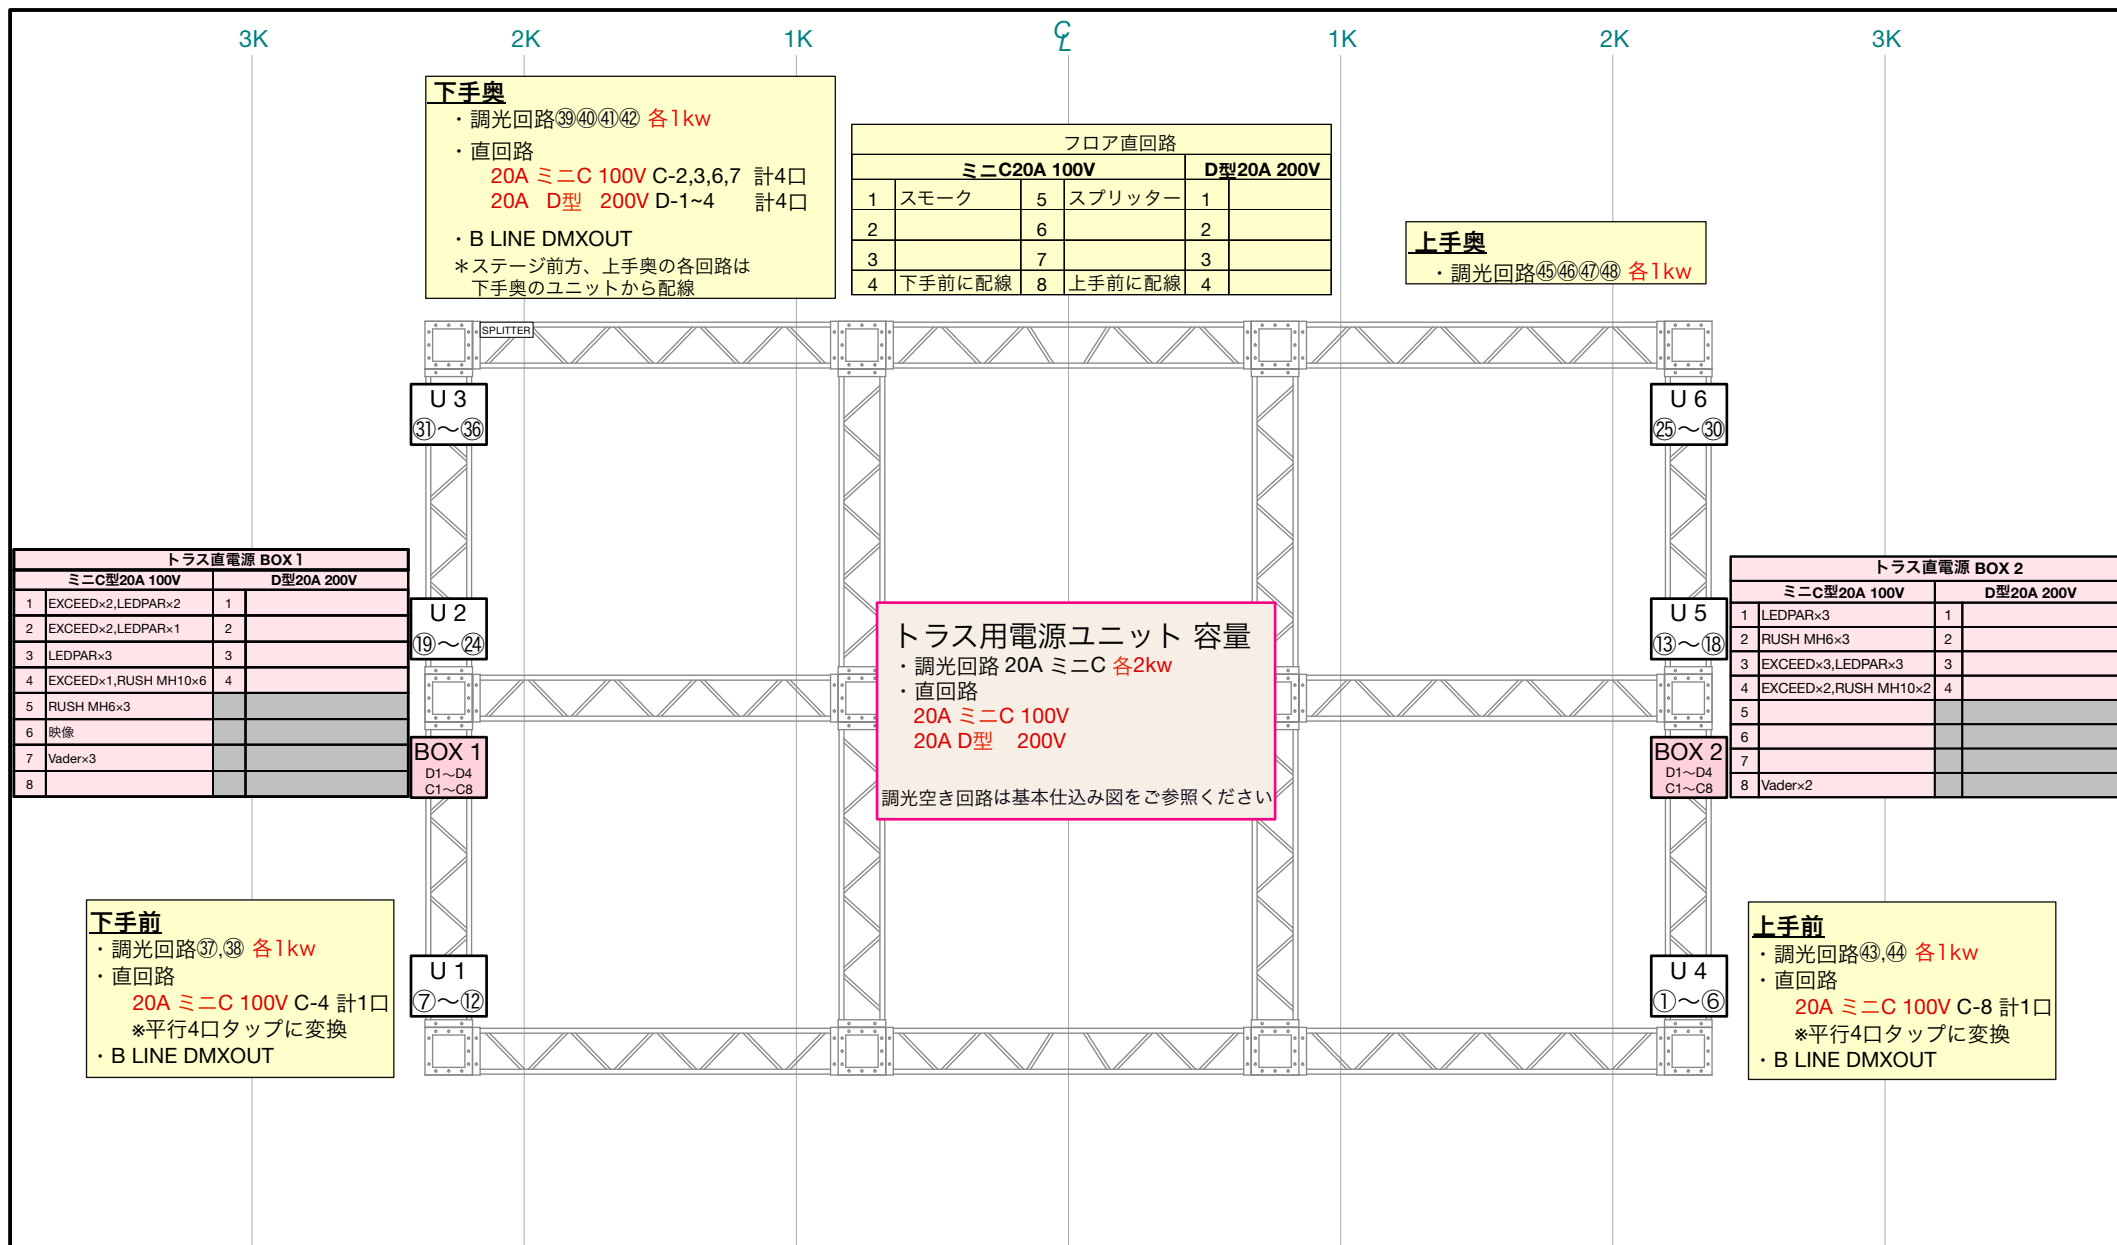 3K 2K 1K ℄ 1K 2K 3K
下手奥
・調光回路㊴㊵㊶㊷ 各1kw
・直回路
20A ミニC 100V C-2,3,6,7 計4口
20A D型 200V D-1~4 計4口
・B LINE DMXOUT
＊ステージ前方、上手奥の各回路は
下手奥のユニットから配線
フロア直回路
ミニC20A 100V D型20A 200V
1 スモーク 5 スプリッター 1
2 6 2
3 7 3
4 下手前に配線 8 上手前に配線 4
上手奥
・調光回路㊺㊻㊼㊽ 各1kw
SPLITTER
U 3
㉛〜㊱
U 6
㉕〜㉚
トラス直電源 BOX 1
ミニC型20A 100V D型20A 200V
1 EXCEED×2,LEDPAR×2 1
2 EXCEED×2,LEDPAR×1 2
3 LEDPAR×3 3
4 EXCEED×1,RUSH MH10×6 4
5 RUSH MH6×3
6 映像
7 Vader×3
8
U 2
⑲〜㉔
BOX 1
D1〜D4
C1〜C8
トラス用電源ユニット 容量
・調光回路 20A ミニC 各2kw
・直回路
20A ミニC 100V
20A D型 200V
調光空き回路は基本仕込み図をご参照ください
U 5
⑬〜⑱
BOX 2
D1〜D4
C1〜C8
トラス直電源 BOX 2
ミニC型20A 100V D型20A 200V
1 LEDPAR×3 1
2 RUSH MH6×3 2
3 EXCEED×3,LEDPAR×3 3
4 EXCEED×2,RUSH MH10×2 4
5
6
7
8 Vader×2
下手前
・調光回路㊲,㊳ 各1kw
・直回路
20A ミニC 100V C-4 計1口
※平行4口タップに変換
・B LINE DMXOUT
U 1
⑦〜⑫
U 4
①〜⑥
上手前
・調光回路㊸,㊹ 各1kw
・直回路
20A ミニC 100V C-8 計1口
※平行4口タップに変換
・B LINE DMXOUT